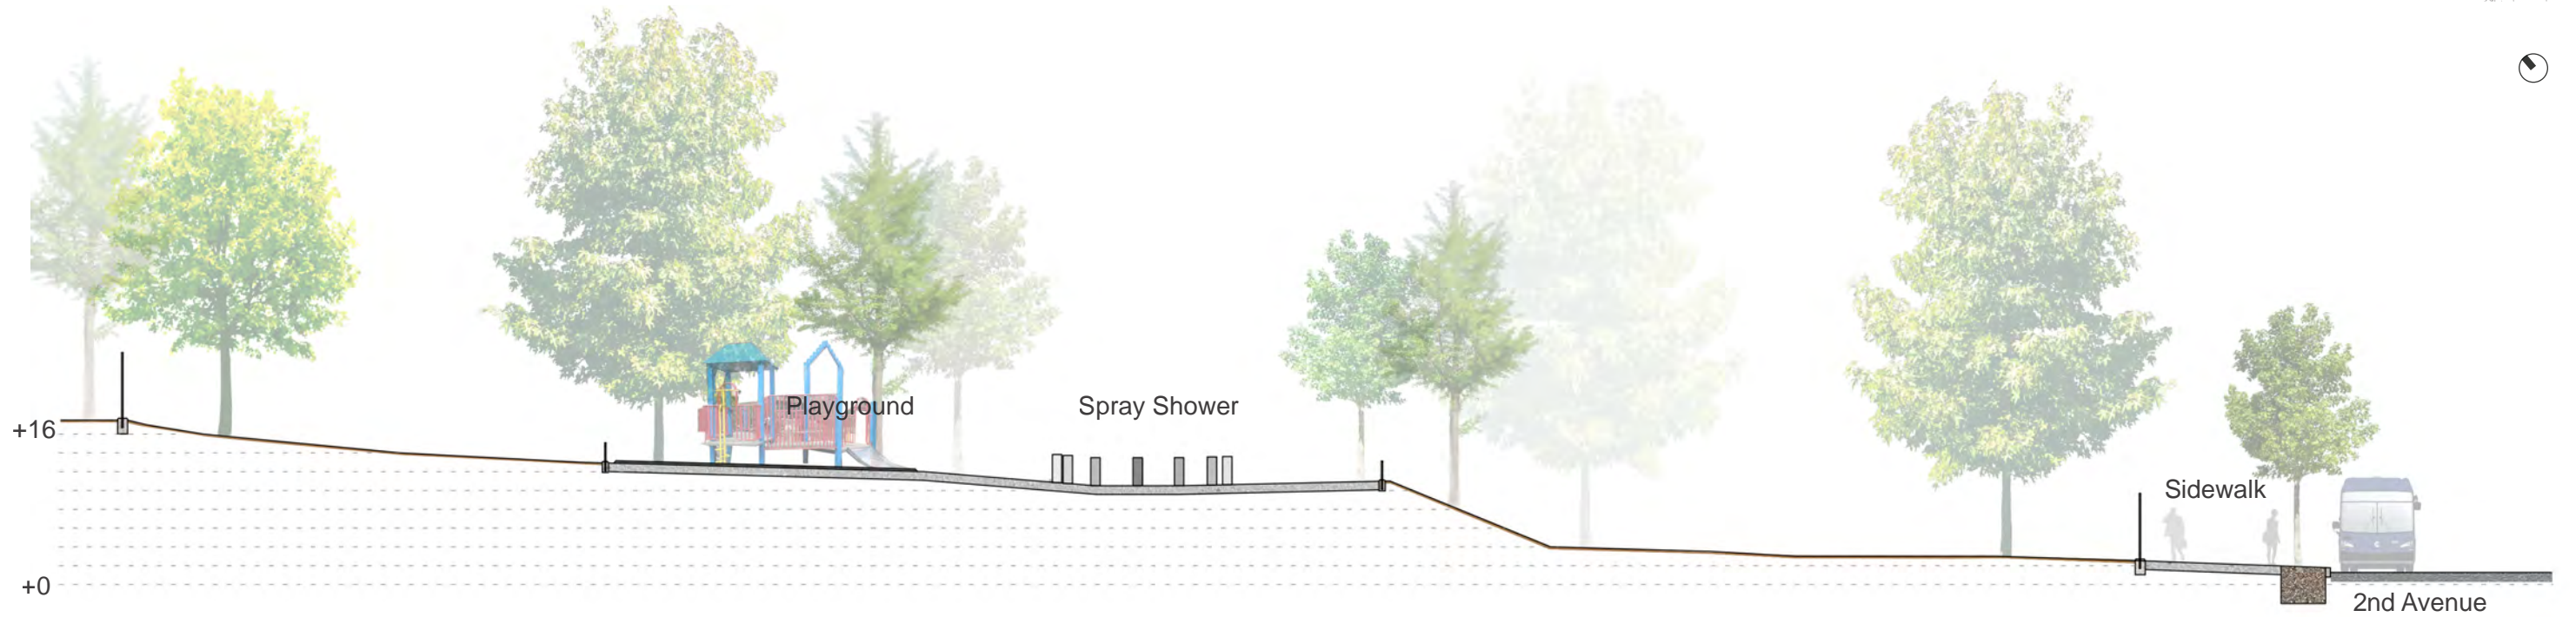 Playground
Spray Shower
+16
Sidewalk
+0
2nd Avenue